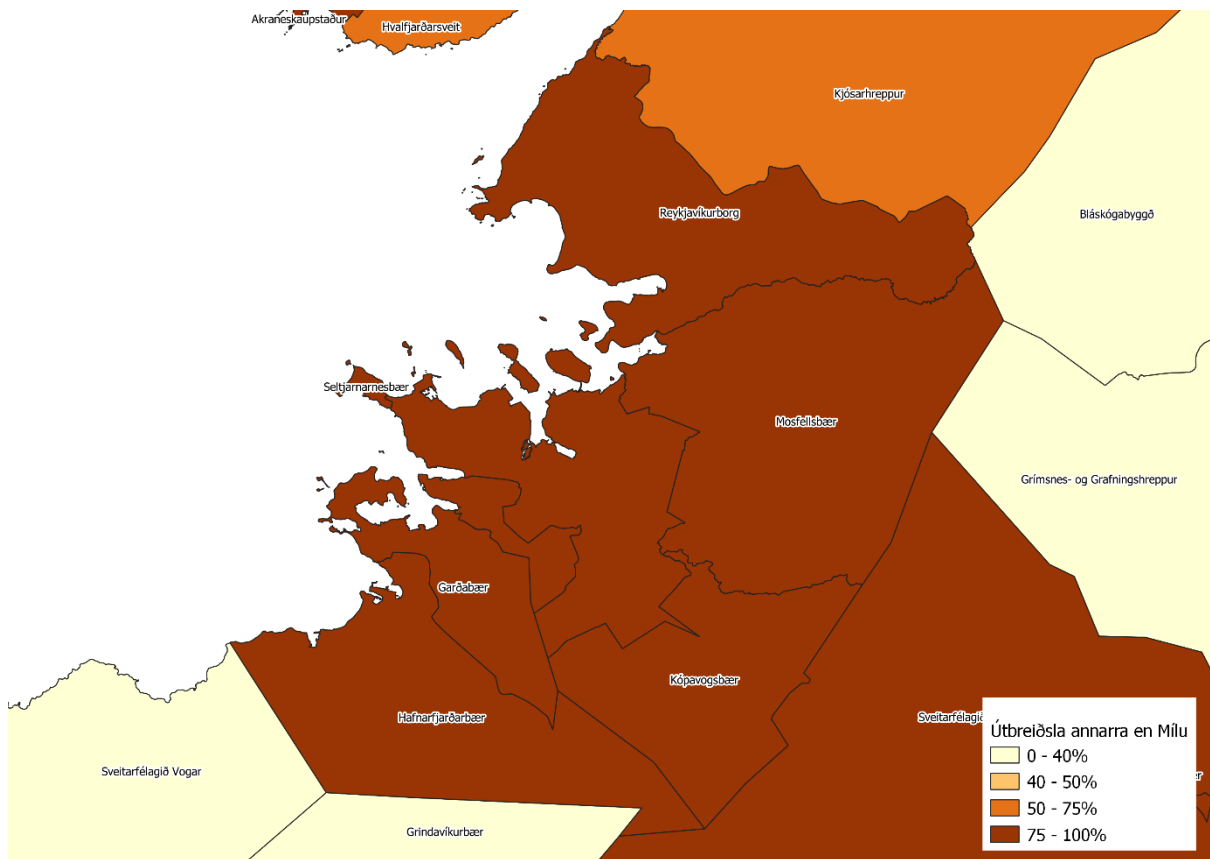 Akraneskaupstaður
Hvalfjarðarsveit
Kjósarhreppur
Reykjavíkurborg
Bláskógabyggð
Seltjarnarnesbær
Mosfellsbær
Grímsnes- og Grafningshreppur
Garðabær
Kópavogsbær
Hafnarfjarðarbær
Sveitarfélagið
Sveitarfélagið Vogar
Grindavíkurbær
Útbreiðsla annarra en Mílu
0 - 40%
40 - 50%
50 - 75%
75 - 100%